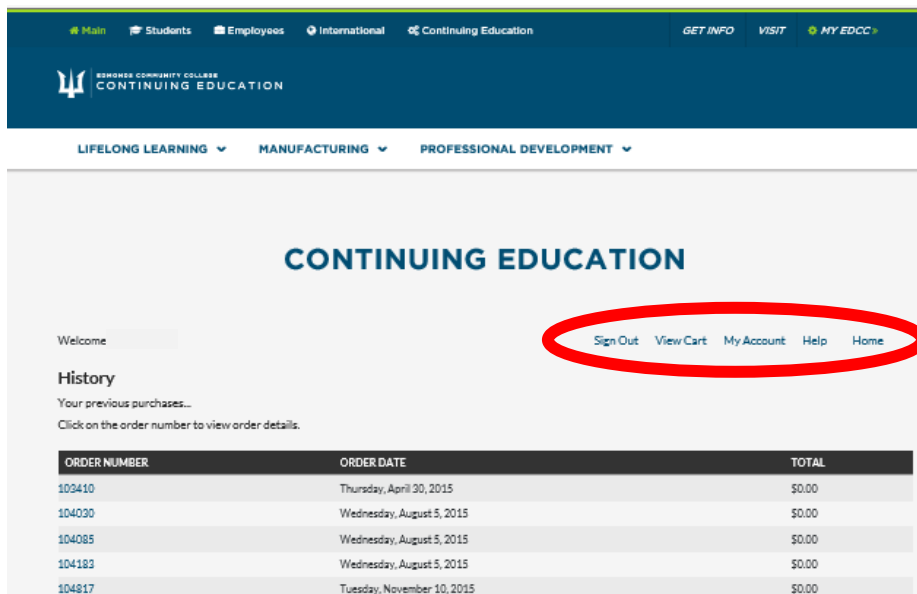 Main Students Employees International Continuing Education GET INFO VISIT MY EDCC »
EDMONDS COMMUNITY COLLEGE
CONTINUING EDUCATION
LIFELONG LEARNING MANUFACTURING PROFESSIONAL DEVELOPMENT
CONTINUING EDUCATION
Welcome Sign Out View Cart My Account Help Home
History
Your previous purchases...
Click on the order number to view order details.
ORDER NUMBER ORDER DATE TOTAL
103410 Thursday, April 30, 2015 $0.00
104030 Wednesday, August 5, 2015 $0.00
104085 Wednesday, August 5, 2015 $0.00
104183 Wednesday, August 5, 2015 $0.00
104817 Tuesday, November 10, 2015 $0.00